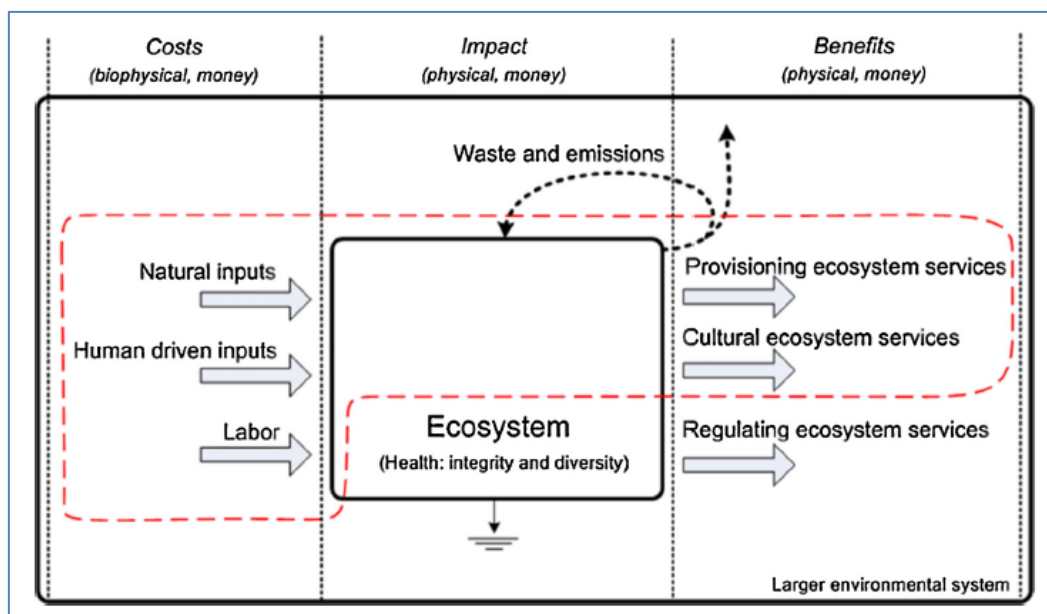 Costs
(biophysical, money)
Impact
(physical, money)
Benefits
(physical, money)
Waste and emissions
Natural inputs
Provisioning ecosystem services
Human driven inputs
Cultural ecosystem services
Labor
Ecosystem
(Health: integrity and diversity)
Regulating ecosystem services
Larger environmental system